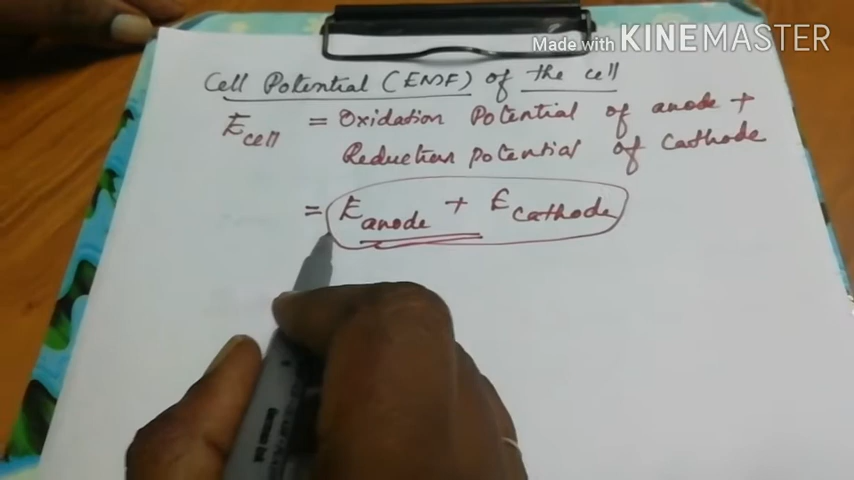 Made with KINEMASTER
Cell Potential (EMF) of the cell
Ecell = Oxidation Potential of anode +
Reduction potential of Cathode
= Eanode + Ecathode